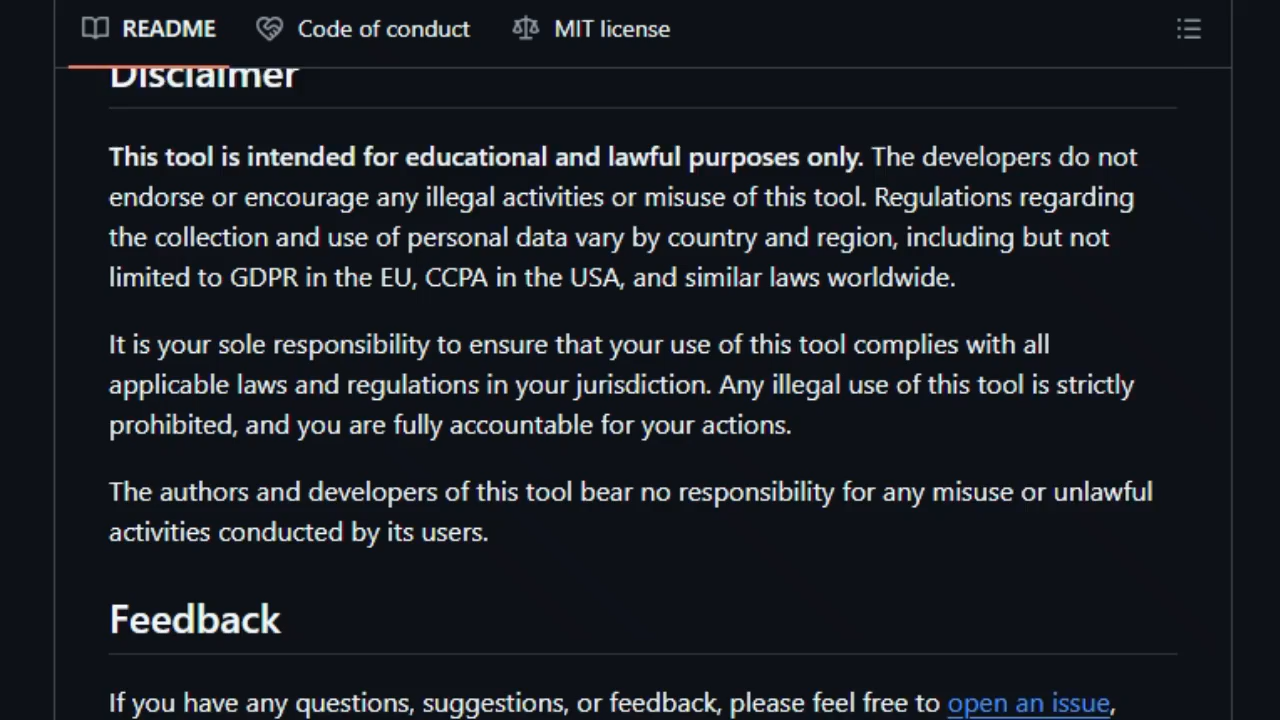 README Code of conduct MIT license
Disclaimer
This tool is intended for educational and lawful purposes only. The developers do not
endorse or encourage any illegal activities or misuse of this tool. Regulations regarding
the collection and use of personal data vary by country and region, including but not
limited to GDPR in the EU, CCPA in the USA, and similar laws worldwide.
It is your sole responsibility to ensure that your use of this tool complies with all
applicable laws and regulations in your jurisdiction. Any illegal use of this tool is strictly
prohibited, and you are fully accountable for your actions.
The authors and developers of this tool bear no responsibility for any misuse or unlawful
activities conducted by its users.
Feedback
If you have any questions, suggestions, or feedback, please feel free to open an issue,